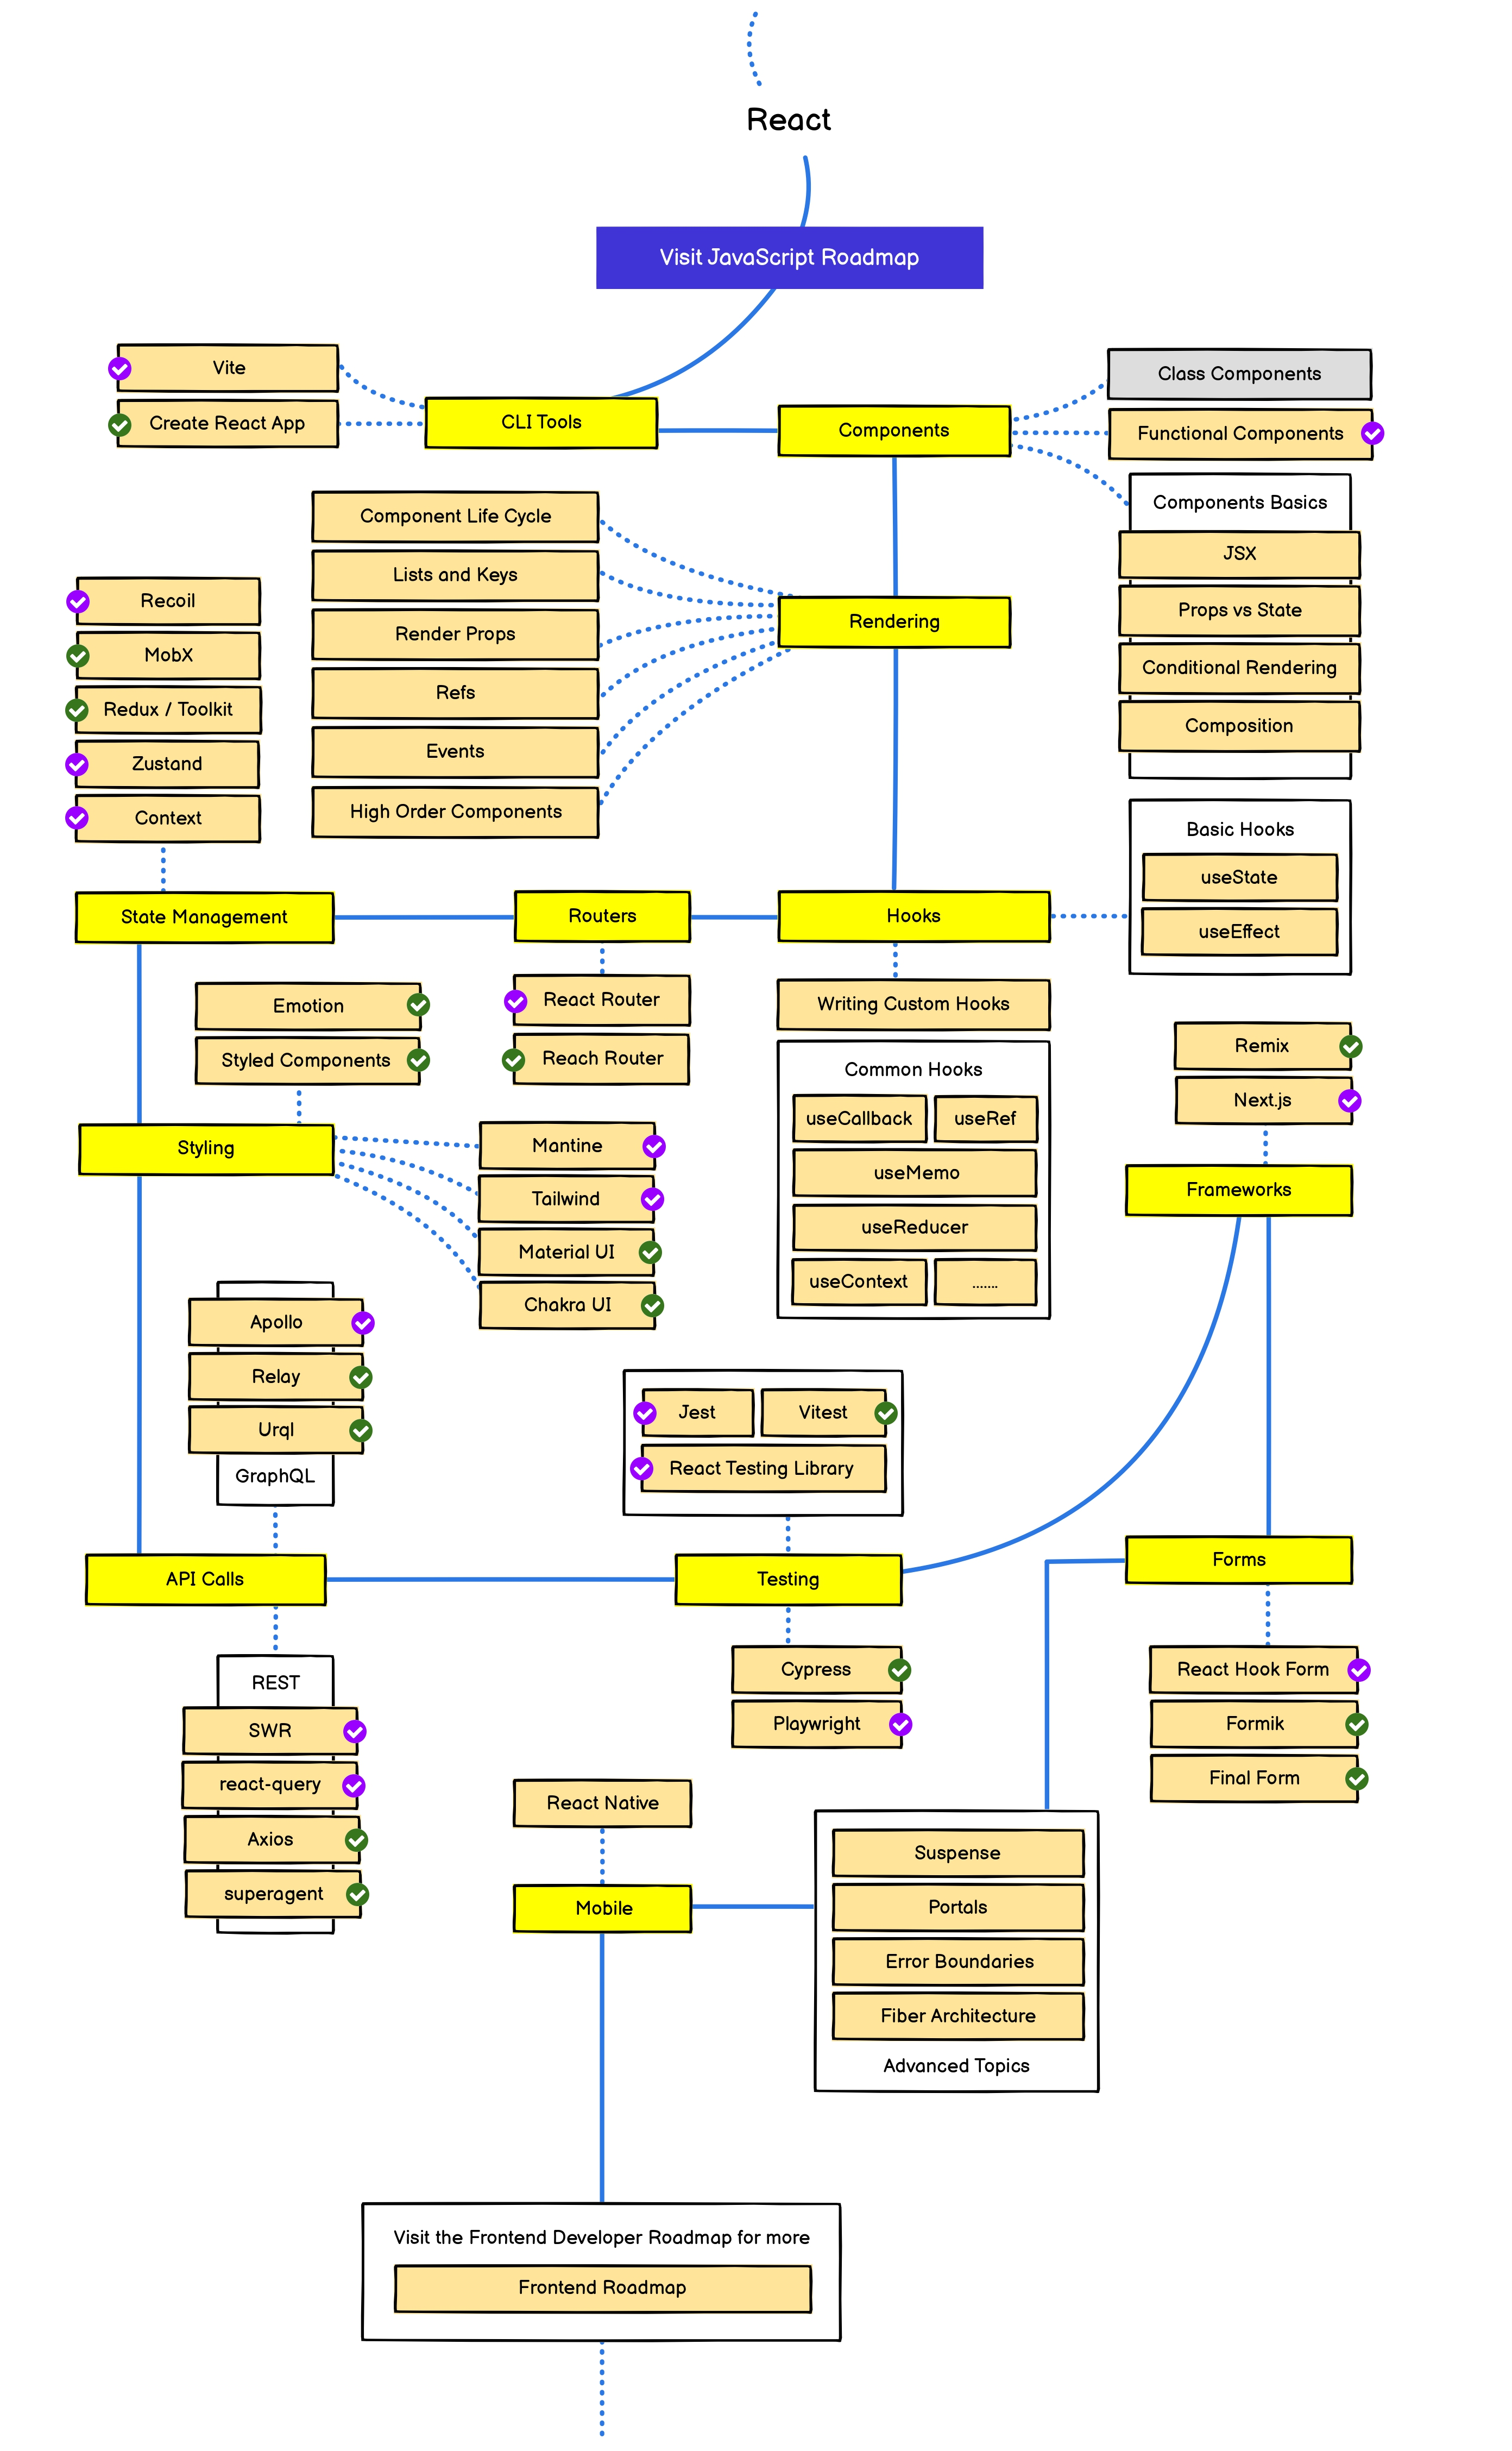 React
Visit JavaScript Roadmap
Vite
Create React App
CLI Tools
Components
Class Components
Functional Components
Components Basics
JSX
Props vs State
Conditional Rendering
Composition
Component Life Cycle
Lists and Keys
Render Props
Refs
Events
High Order Components
Rendering
Recoil
MobX
Redux / Toolkit
Zustand
Context
State Management
Routers
Hooks
Basic Hooks
useState
useEffect
React Router
Reach Router
Writing Custom Hooks
Common Hooks
useCallback
useRef
useMemo
useReducer
useContext
.......
Emotion
Styled Components
Styling
Mantine
Tailwind
Material UI
Chakra UI
Remix
Next.js
Frameworks
Apollo
Relay
Urql
GraphQL
API Calls
REST
SWR
react-query
Axios
superagent
Jest
Vitest
React Testing Library
Testing
Cypress
Playwright
Forms
React Hook Form
Formik
Final Form
React Native
Mobile
Suspense
Portals
Error Boundaries
Fiber Architecture
Advanced Topics
Visit the Frontend Developer Roadmap for more
Frontend Roadmap